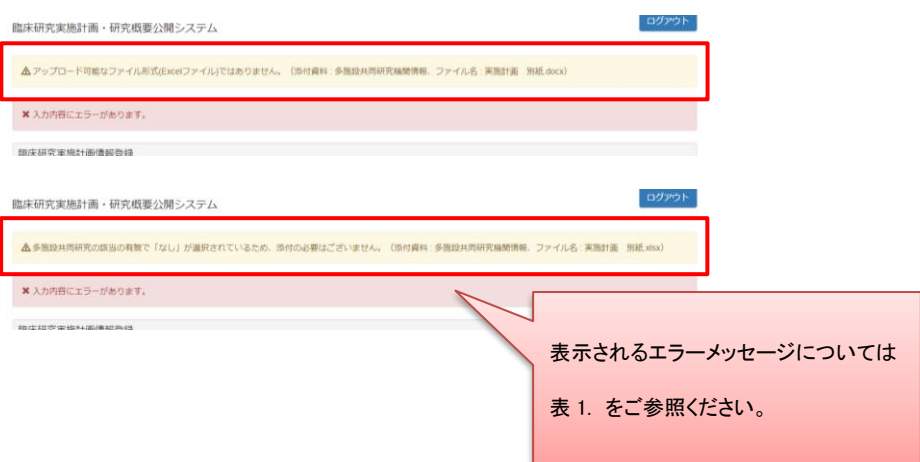 臨床研究実施計画・研究概要公開システム
ログアウト
アップロード可能なファイル形式(Excelファイル)ではありません。（添付資料 : 多施設共同研究機関情報、ファイル名 : 実施計画　別紙.docx）
✖ 入力内容にエラーがあります。
臨床研究実施計画情報登録
臨床研究実施計画・研究概要公開システム
ログアウト
多施設共同研究の該当の有無で「なし」が選択されているため、添付の必要はございません。（添付資料 : 多施設共同研究機関情報、ファイル名 : 実施計画　別紙.xlsx）
✖ 入力内容にエラーがあります。
臨床研究実施計画情報登録
表示されるエラーメッセージについては
表 1. をご参照ください。